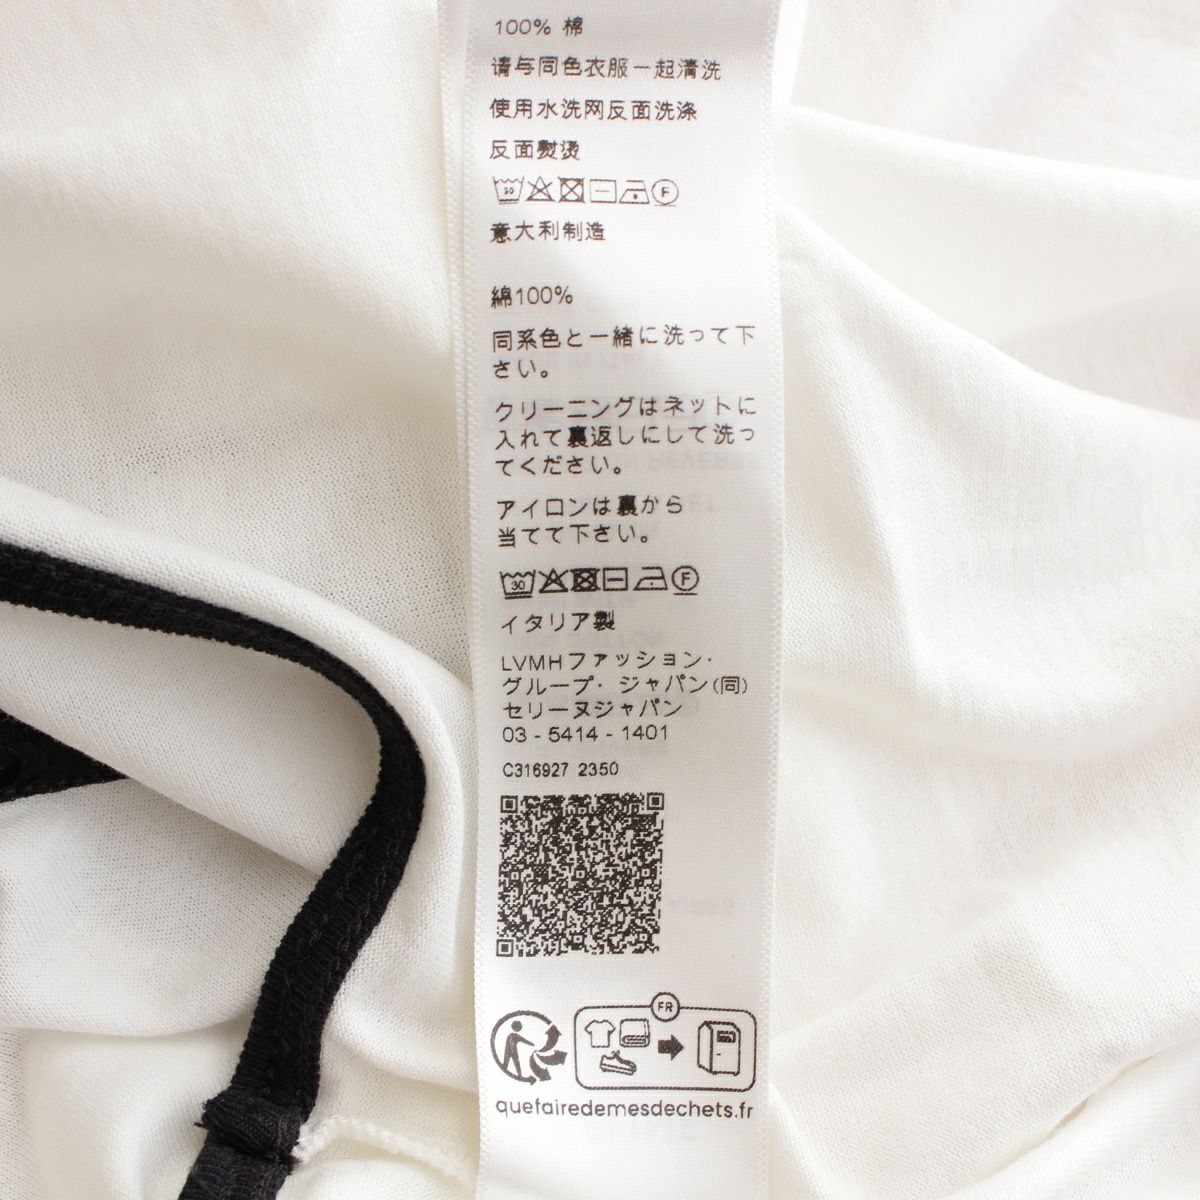 100% 棉
请与同色衣服一起清洗
使用水洗网反面洗涤
反面熨烫
30 F
意大利制造
綿100%
同系色と一緒に洗って下
さい。
クリーニングはネットに
入れて裏返しにして洗っ
てください。
アイロンは裏から
当てて下さい。
30 F
イタリア製
LVMHファッション・
グループ・ジャパン(同)
セリーヌジャパン
03 - 5414 - 1401
C316927 2350
FR
quefairedemesdechets.fr